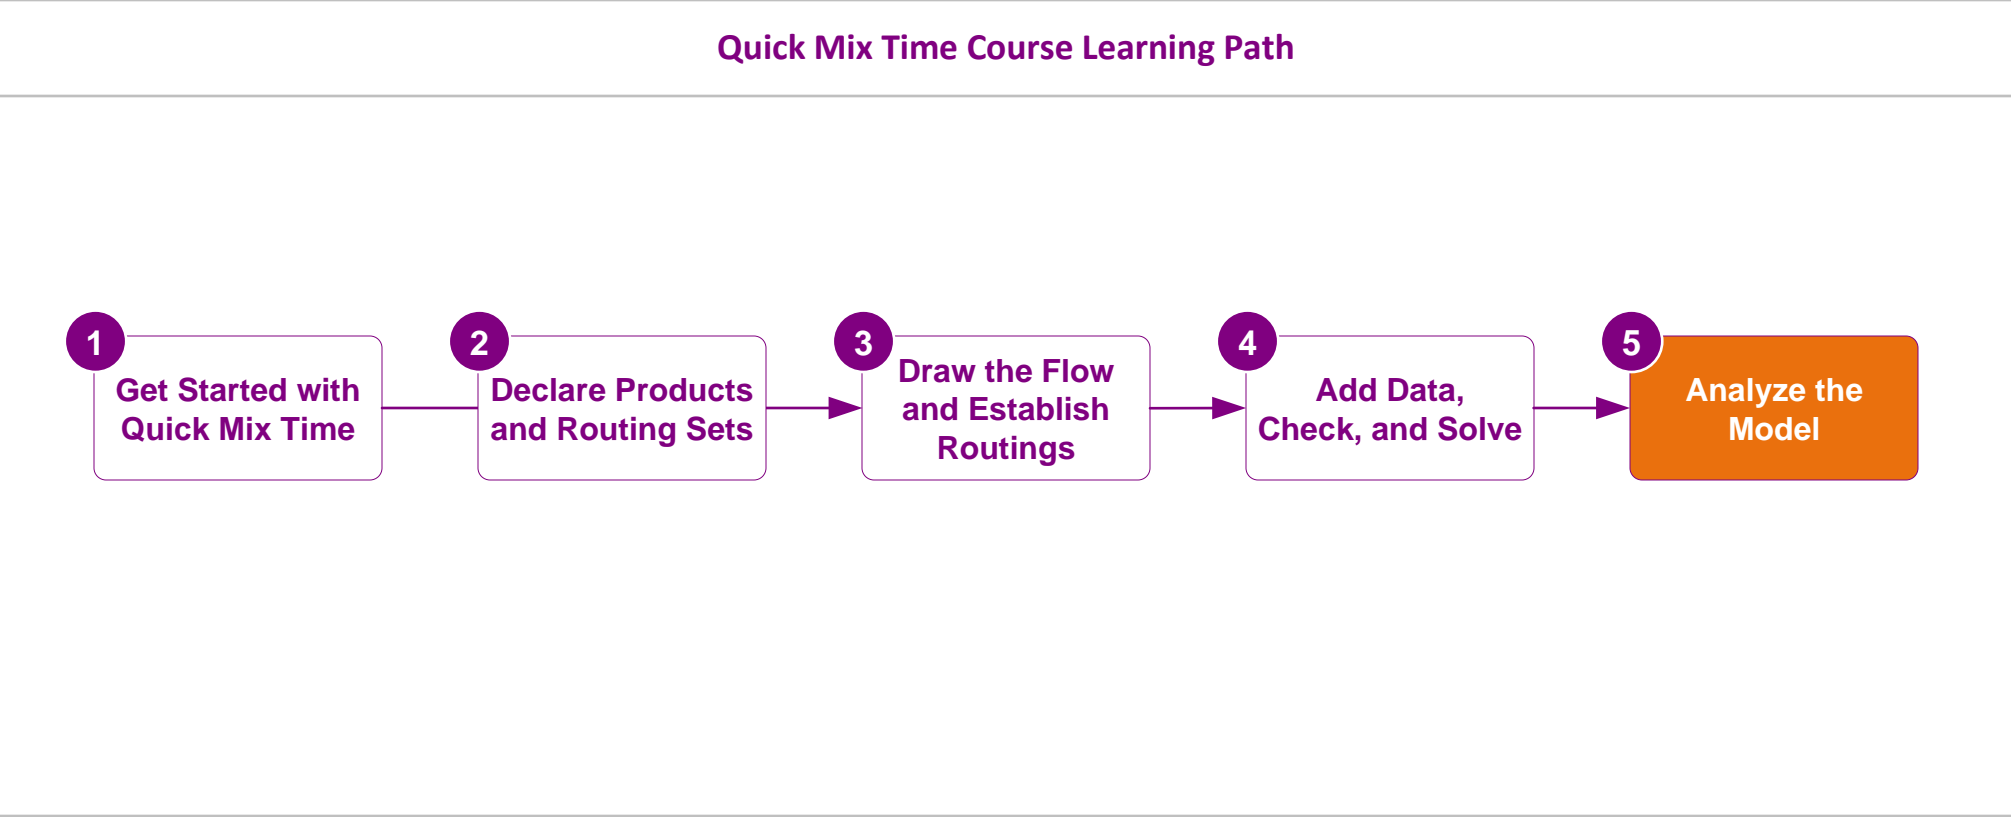 Quick Mix Time Course Learning Path
1
Get Started with
Quick Mix Time
2
Declare Products
and Routing Sets
3
Draw the Flow
and Establish
Routings
4
Add Data,
Check, and Solve
5
Analyze the
Model